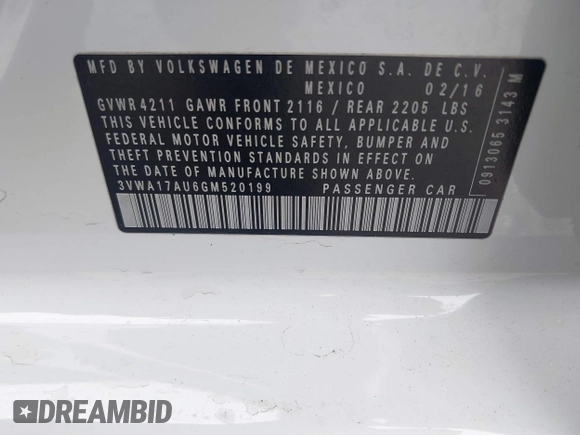 MFD BY VOLKSWAGEN DE MEXICO S.A. DE C.V.
MEXICO 02/16
GVWR 4211 GAWR FRONT 2116 / REAR 2205 LBS
THIS VEHICLE CONFORMS TO ALL APPLICABLE U.S.
FEDERAL MOTOR VEHICLE SAFETY, BUMPER AND
THEFT PREVENTION STANDARDS IN EFFECT ON
THE DATE OF MANUFACTURE SHOWN ABOVE.
3VWA17AU6GM520199 PASSENGER CAR
0913065 3143 M
DREAMBID